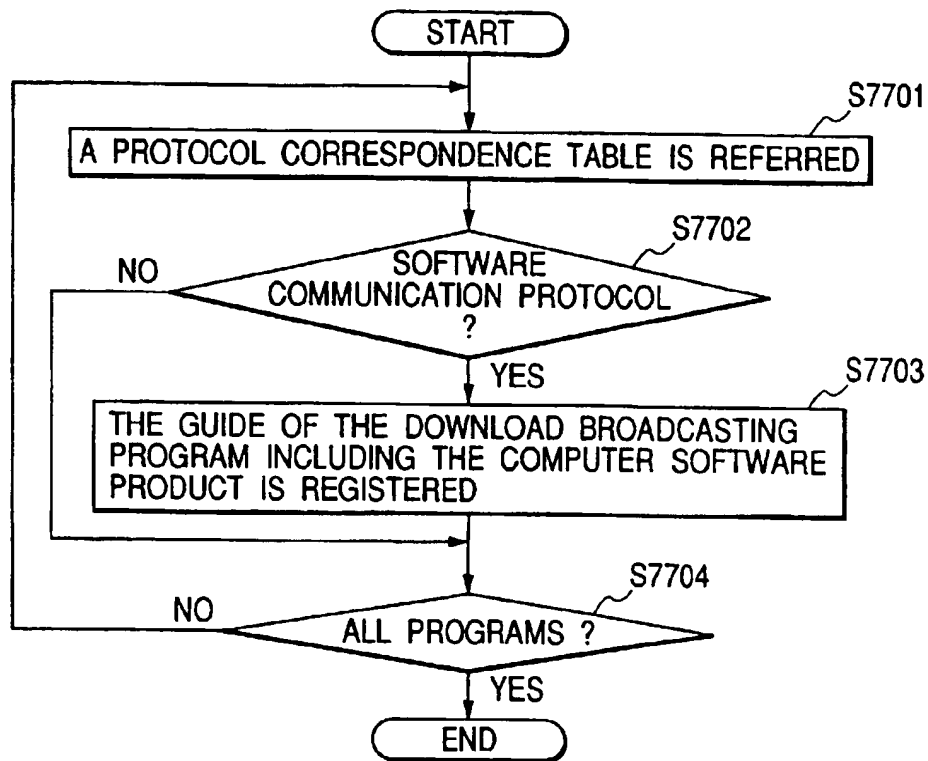 START
S7701
A PROTOCOL CORRESPONDENCE TABLE IS REFERRED
S7702
NO
SOFTWARE
COMMUNICATION PROTOCOL
?
YES
S7703
THE GUIDE OF THE DOWNLOAD BROADCASTING
PROGRAM INCLUDING THE COMPUTER SOFTWARE
PRODUCT IS REGISTERED
S7704
NO
ALL PROGRAMS ?
YES
END